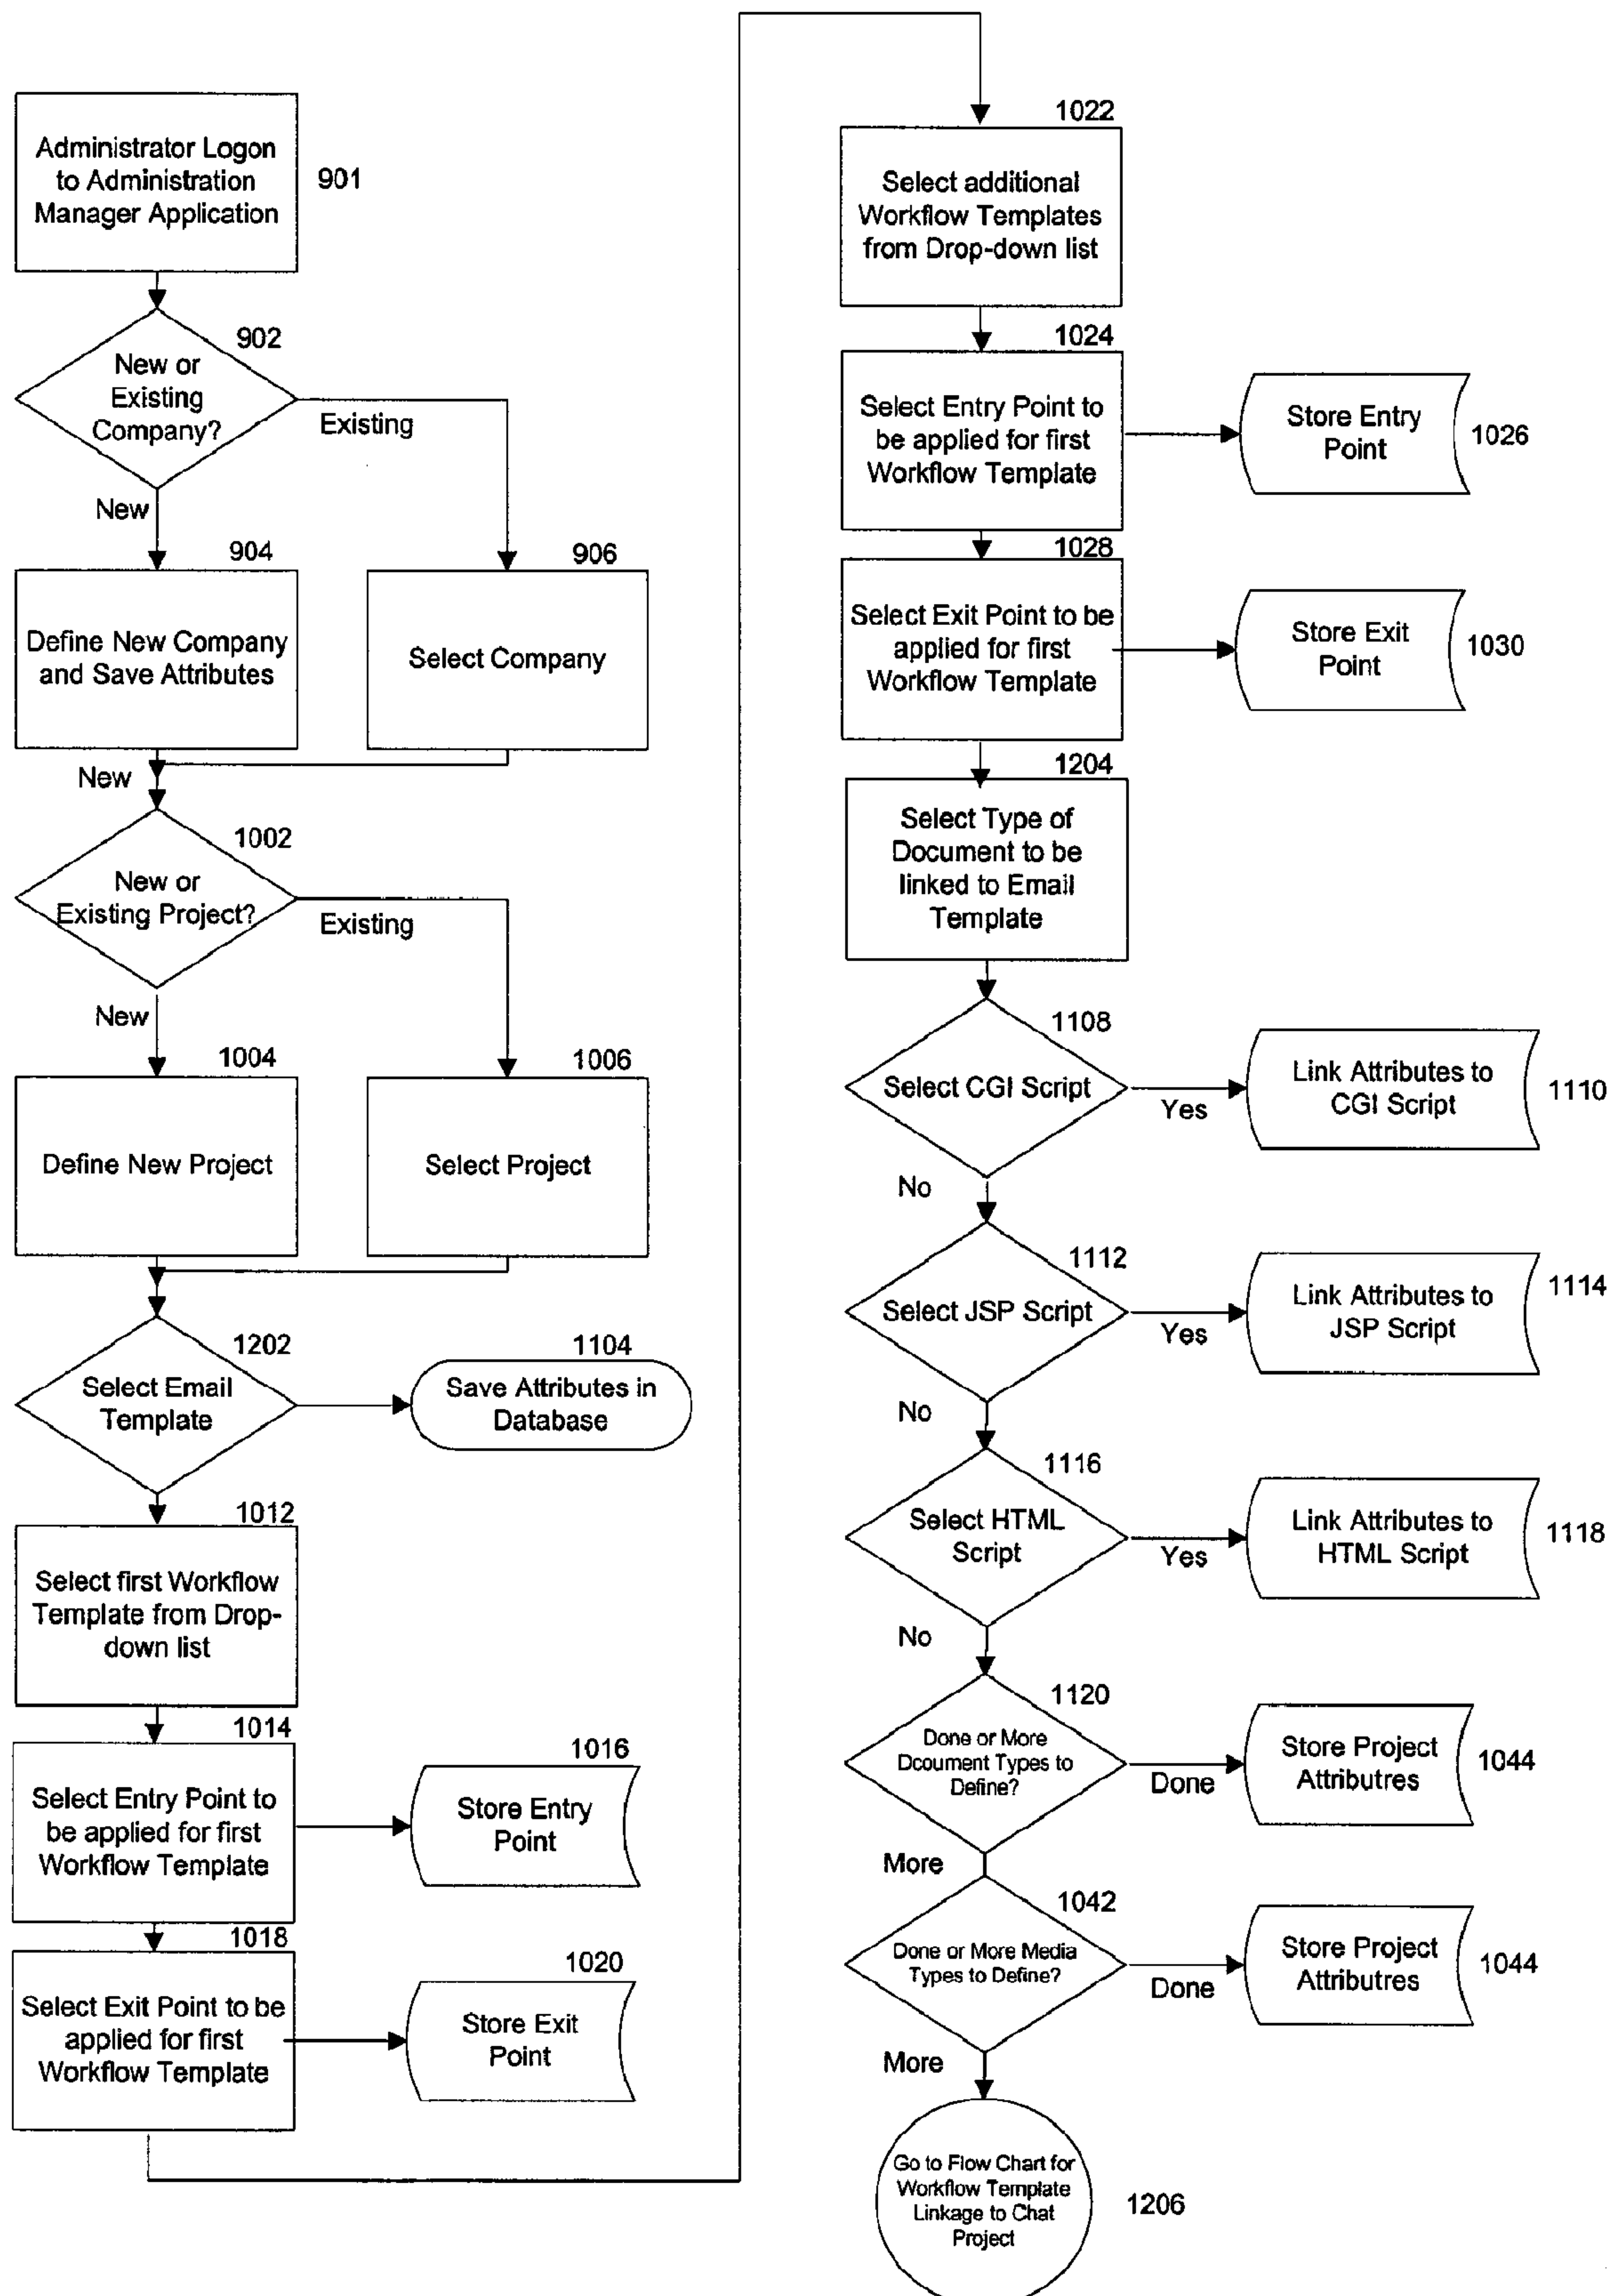 Administrator Logon
to Administration
Manager Application
901
902
New or
Existing
Company?
Existing
New
904
906
Define New Company
and Save Attributes
Select Company
New
1002
New or
Existing Project?
Existing
New
1004
1006
Define New Project
Select Project
1202
Select Email
Template
1104
Save Attributes in
Database
1012
Select first Workflow
Template from Drop-
down list
1014
Select Entry Point to
be applied for first
Workflow Template
1016
Store Entry
Point
1018
Select Exit Point to be
applied for first
Workflow Template
1020
Store Exit
Point
1022
Select additional
Workflow Templates
from Drop-down list
1024
Select Entry Point to
be applied for first
Workflow Template
Store Entry
Point
1026
1028
Select Exit Point to be
applied for first
Workflow Template
Store Exit
Point
1030
1204
Select Type of
Document to be
linked to Email
Template
1108
Select CGI Script
Yes
Link Attributes to
CGI Script
1110
No
1112
Select JSP Script
Yes
Link Attributes to
JSP Script
1114
No
1116
Select HTML
Script
Yes
Link Attributes to
HTML Script
1118
No
1120
Done or More
Dcoument Types to
Define?
Done
Store Project
Attributres
1044
More
1042
Done or More Media
Types to Define?
Done
Store Project
Attributres
1044
More
Go to Flow Chart for
Workflow Template
Linkage to Chat
Project
1206